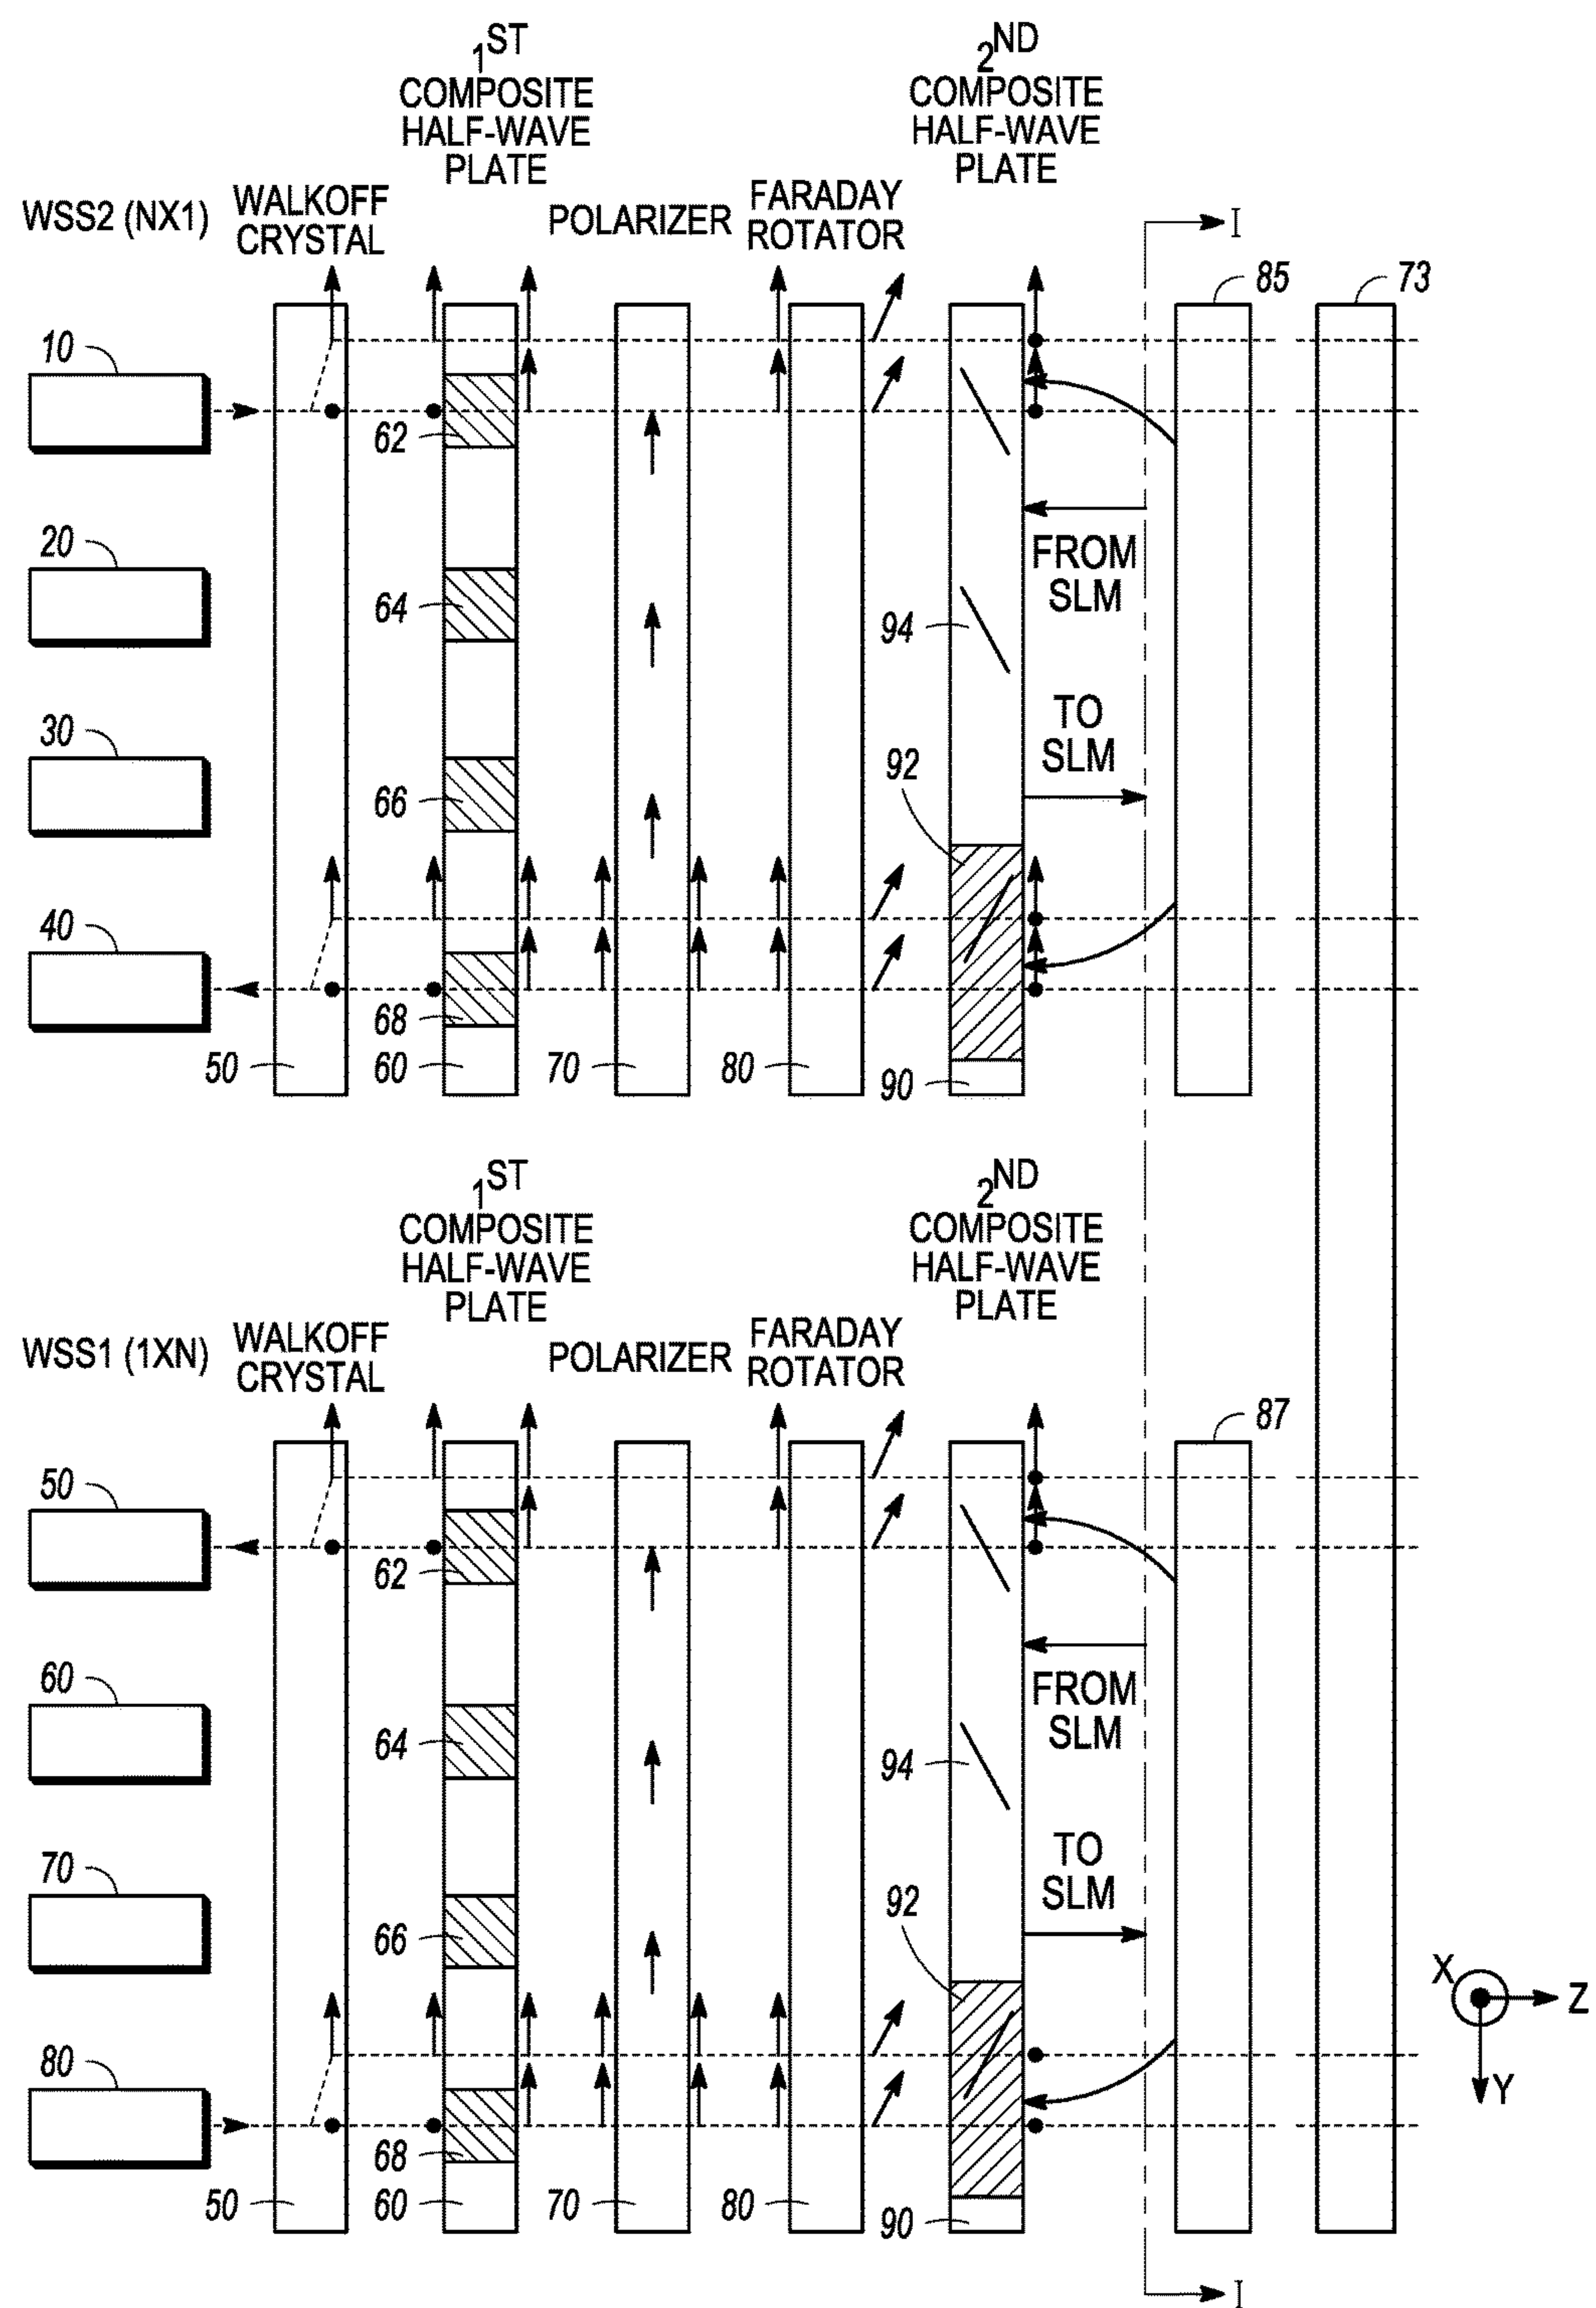 1ST
COMPOSITE
HALF-WAVE
PLATE
2ND
COMPOSITE
HALF-WAVE
PLATE
WSS2 (NX1)
WALKOFF
CRYSTAL
POLARIZER
FARADAY
ROTATOR
I
85
73
10
62
20
64
FROM
SLM
94
30
66
TO
SLM
92
40
68
50
60
70
80
90
1ST
COMPOSITE
HALF-WAVE
PLATE
2ND
COMPOSITE
HALF-WAVE
PLATE
WSS1 (1XN)
WALKOFF
CRYSTAL
POLARIZER
FARADAY
ROTATOR
87
50
62
60
64
FROM
SLM
94
70
66
TO
SLM
92
X
Z
Y
80
68
50
60
70
80
90
I